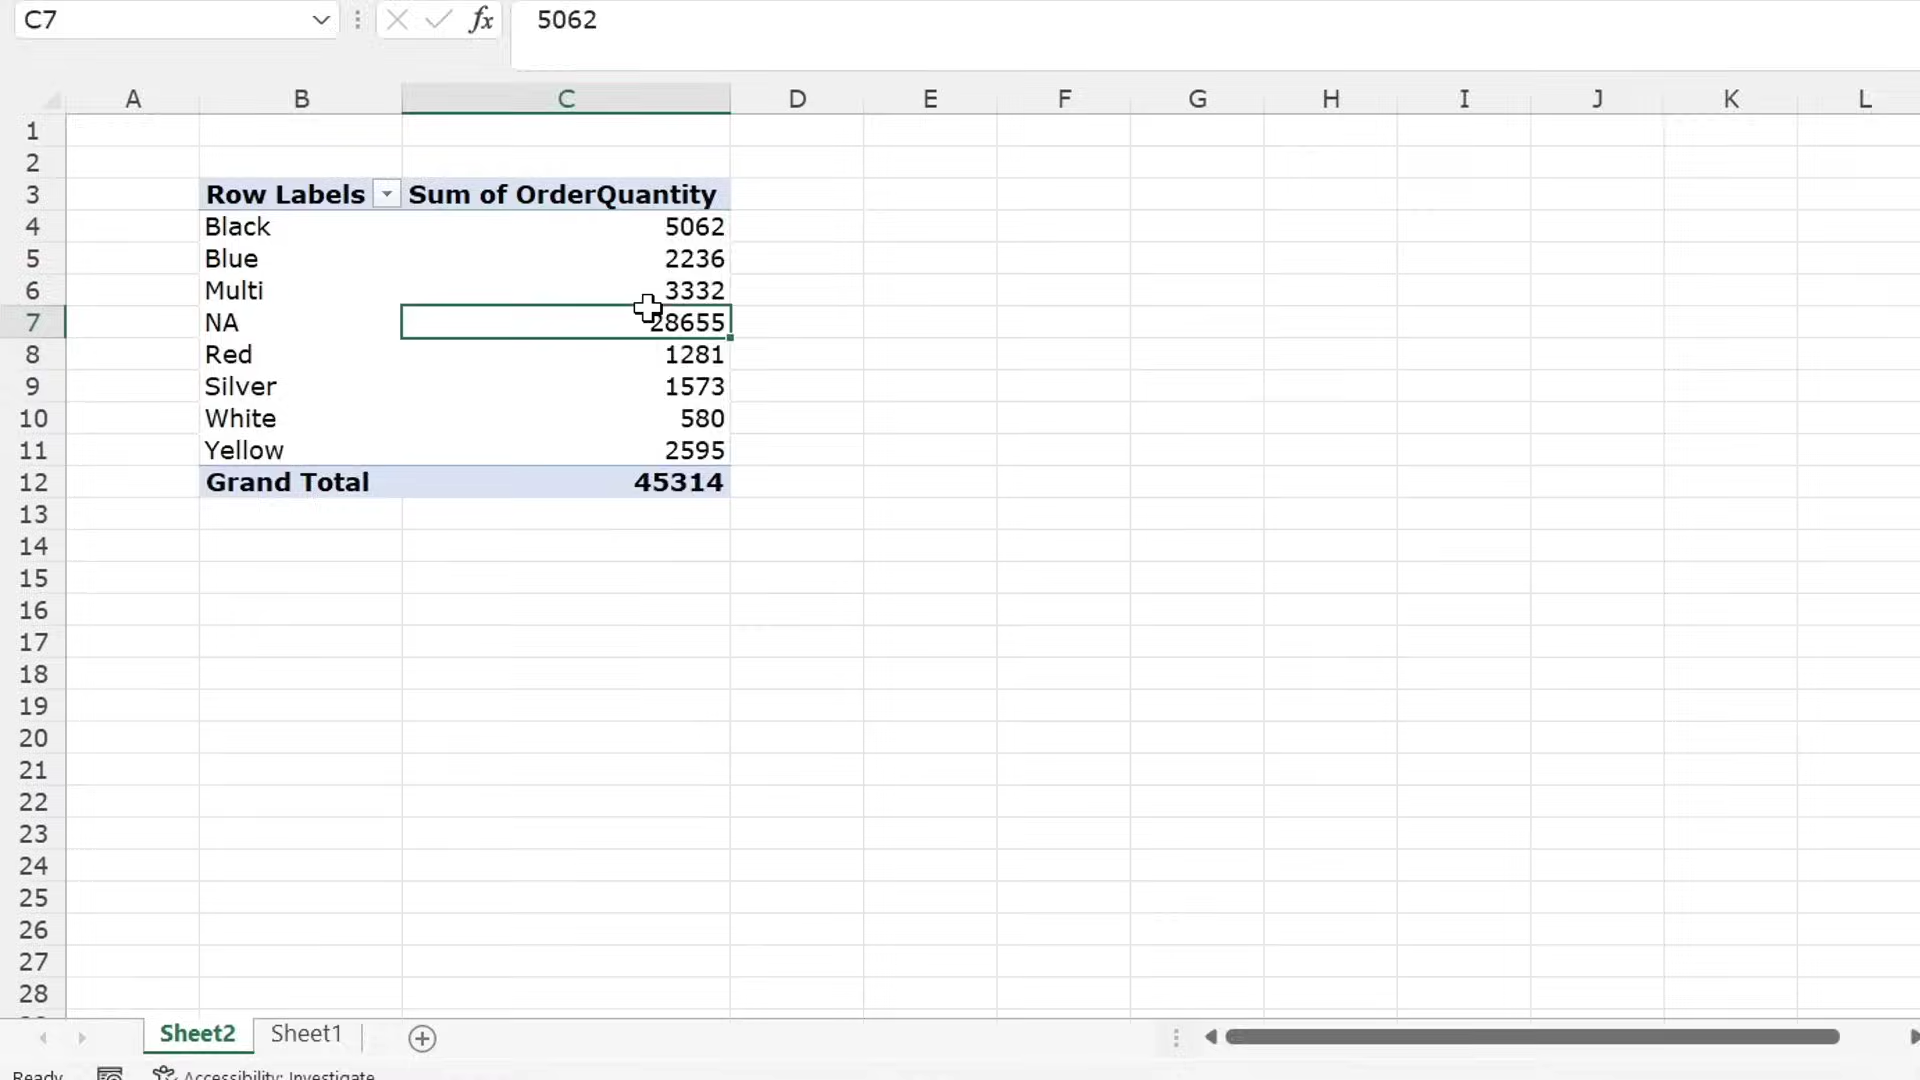 C7 fx 5062
A B C D E F G H I J K L
1
2
3 Row Labels Sum of OrderQuantity
4 Black 5062
5 Blue 2236
6 Multi 3332
7 NA 28655
8 Red 1281
9 Silver 1573
10 White 580
11 Yellow 2595
12 Grand Total 45314
13
14
15
16
17
18
19
20
21
22
23
24
25
26
27
28
Sheet2 Sheet1
Ready Accessibility: Investigate